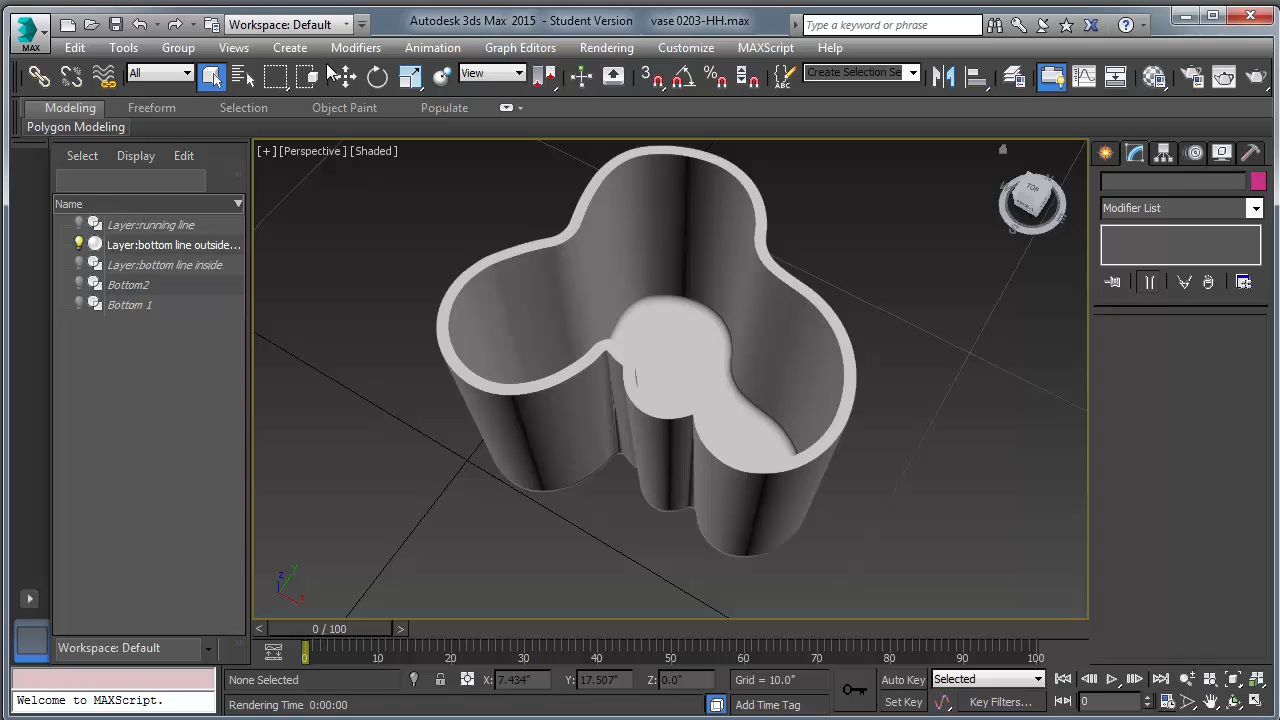 MAX
Workspace: Default
Autodesk 3ds Max 2015 - Student Version vase 0203-HH.max
Type a keyword or phrase
Edit Tools Group Views Create Modifiers Animation Graph Editors Rendering Customize MAXScript Help
All
View
3
%
ABC
Create Selection Se
Modeling Freeform Selection Object Paint Populate
Polygon Modeling
Select Display Edit
[+] [Perspective ] [Shaded ]
TOP
Name
Modifier List
Layer:running line
Layer:bottom line outside...
Layer:bottom line inside
Bottom2
Bottom 1
z
y
x
Workspace: Default
< 0 / 100 >
0 10 20 30 40 50 60 70 80 90 100
Welcome to MAXScript.
None Selected
X: 7.434" Y: 17.507" Z: 0.0" Grid = 10.0"
Auto Key Selected
Rendering Time 0:00:00
Add Time Tag
Set Key Key Filters... 0